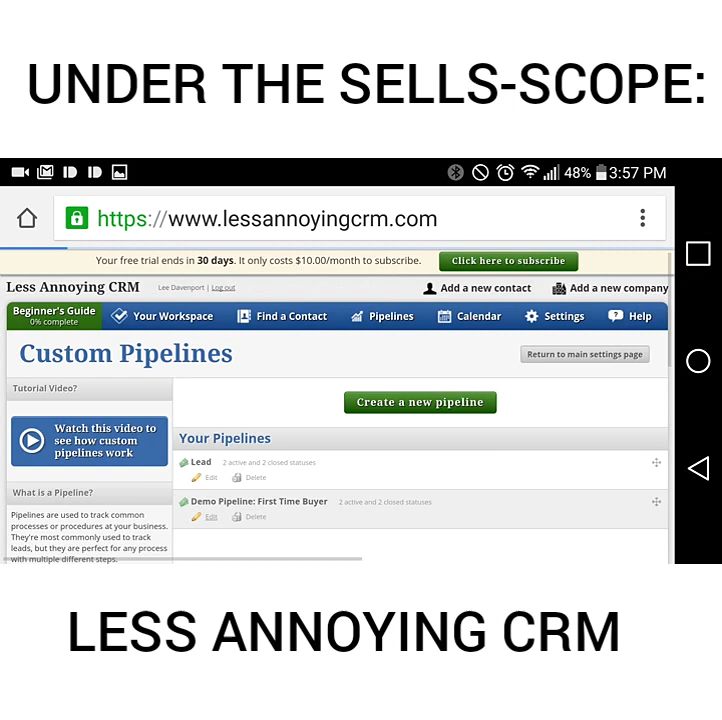 UNDER THE SELLS-SCOPE:
48% 3:57 PM
https://www.lessannoyingcrm.com
Your free trial ends in 30 days. It only costs $10.00/month to subscribe. Click here to subscribe
Less Annoying CRM Lee Davenport | Log out Add a new contact Add a new company
Beginner's Guide
0% complete
Your Workspace Find a Contact Pipelines Calendar Settings Help
Custom Pipelines Return to main settings page
Tutorial Video?
Watch this video to
see how custom
pipelines work
What is a Pipeline?
Pipelines are used to track common
processes or procedures at your business.
They're most commonly used to track
leads, but they are perfect for any process
with multiple different steps.
Create a new pipeline
Your Pipelines
Lead 2 active and 2 closed statuses
Edit Delete
Demo Pipeline: First Time Buyer 2 active and 2 closed statuses
Edit Delete
LESS ANNOYING CRM